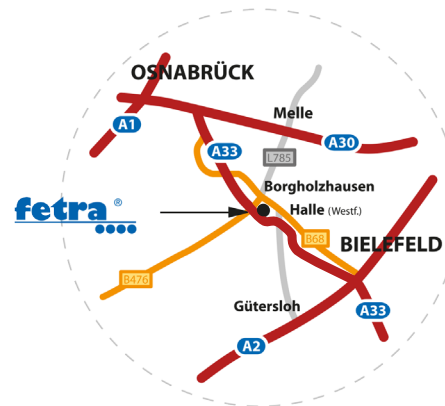 OSNABRÜCK
Melle
A1
A33
A30
L785
Borgholzhausen
fetra®
Halle (Westf.)
B68
BIELEFELD
B476
Gütersloh
A33
A2